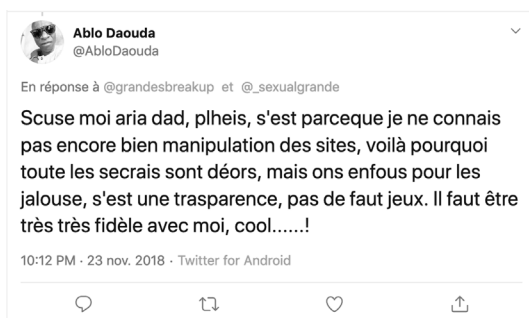 Ablo Daouda
@AbloDaouda
En réponse à @grandesbreakup et @_sexualgrande
Scuse moi aria dad, plheis, s'est parceque je ne connais
pas encore bien manipulation des sites, voilà pourquoi
toute les secrais sont déors, mais ons enfous pour les
jalouse, s'est une trasparence, pas de faut jeux. Il faut être
très très fidèle avec moi, cool......!
10:12 PM · 23 nov. 2018 · Twitter for Android